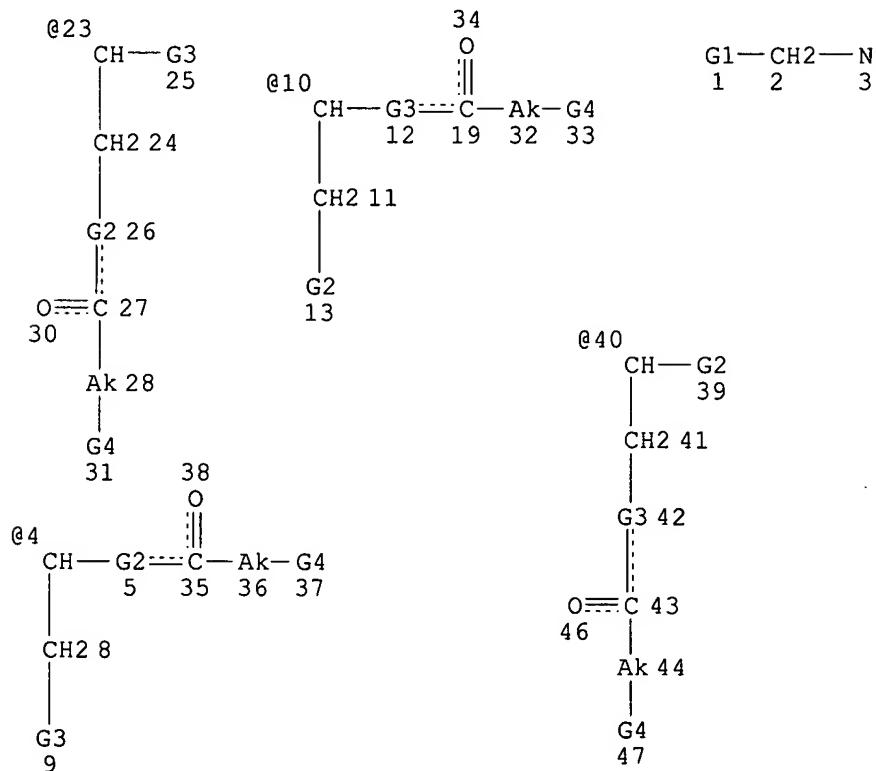 34
@23 O
CH G3 G1 CH2 N
25 @10 1 2 3
CH G3 C Ak G4
12 19 32 33
CH2 24
CH2 11
G2 26
G2
13
O C 27
30
@40
CH G2
39
Ak 28
CH2 41
G4
31 38
O
G3 42
@4
CH G2 C Ak G4
5 35 36 37
O C 43
46
CH2 8
Ak 44
G3
9
G4
47